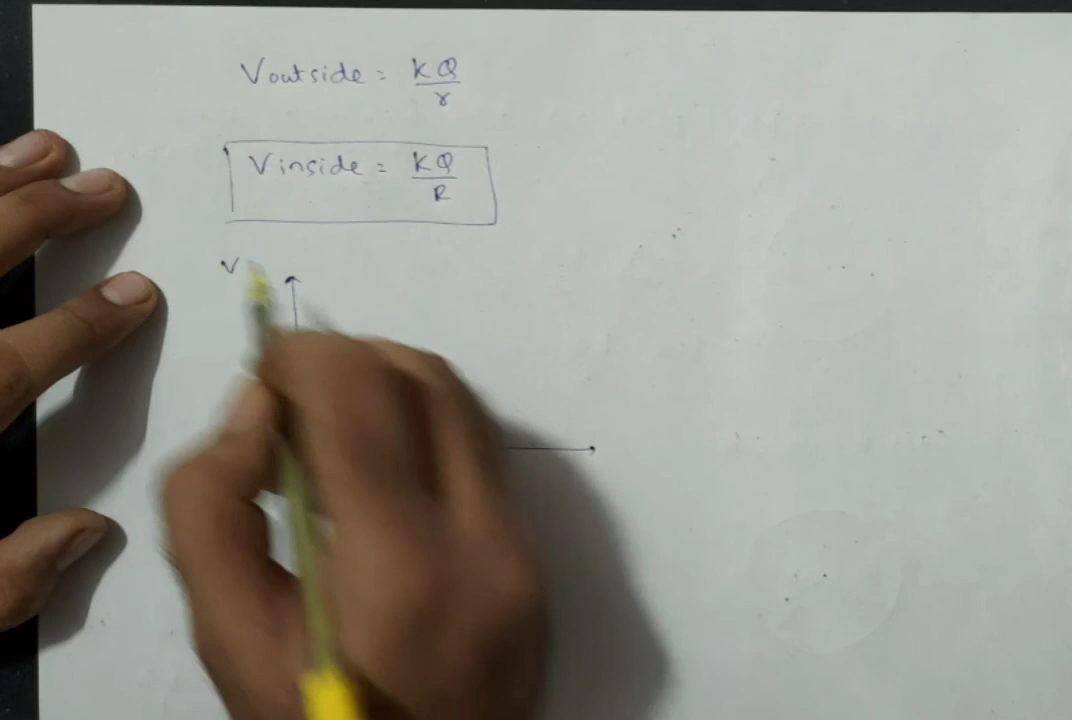 Voutside = kQ/r
Vinside = kQ/R
V